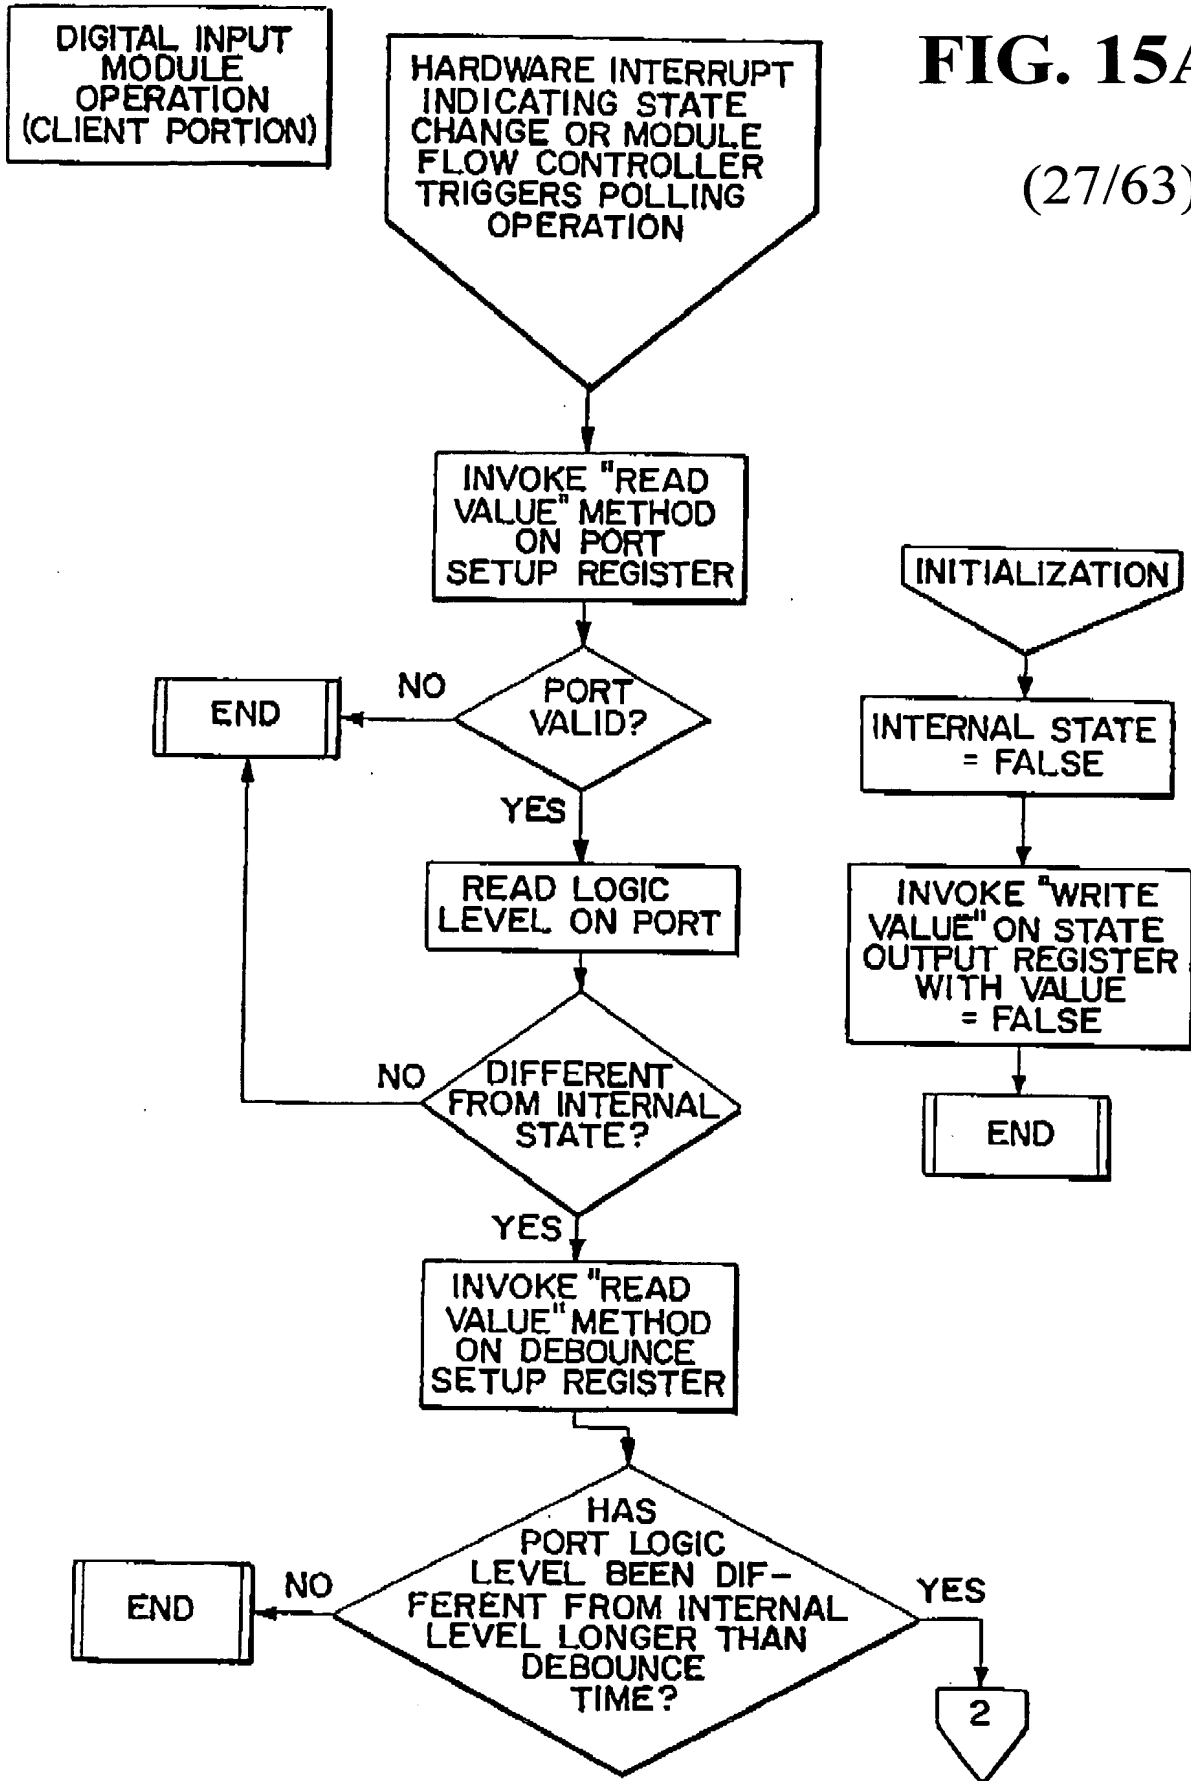 DIGITAL INPUT
MODULE
OPERATION
(CLIENT PORTION)
HARDWARE INTERRUPT
INDICATING STATE
CHANGE OR MODULE
FLOW CONTROLLER
TRIGGERS POLLING
OPERATION
FIG. 15A
(27/63)
INVOKE "READ
VALUE" METHOD
ON PORT
SETUP REGISTER
PORT
VALID?
NO
END
YES
READ LOGIC
LEVEL ON PORT
DIFFERENT
FROM INTERNAL
STATE?
NO
YES
INVOKE "READ
VALUE" METHOD
ON DEBOUNCE
SETUP REGISTER
HAS
PORT LOGIC
LEVEL BEEN DIF-
FERENT FROM INTERNAL
LEVEL LONGER THAN
DEBOUNCE
TIME?
NO
END
YES
2
INITIALIZATION
INTERNAL STATE
= FALSE
INVOKE "WRITE
VALUE" ON STATE
OUTPUT REGISTER
WITH VALUE
= FALSE
END